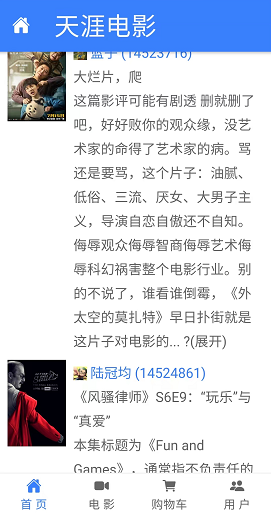 天涯电影
蓝子 (14523716)
大烂片，爬
这篇影评可能有剧透 删就删了
吧，好好败你的观众缘，没艺
术家的命得了艺术家的病。骂
还是要骂，这个片子：油腻、
低俗、三流、厌女、大男子主
义，导演自恋自傲还不自知。
侮辱观众侮辱智商侮辱艺术侮
辱科幻祸害整个电影行业。别
的不说了，谁看谁倒霉，《外
太空的莫扎特》早日扑街就是
这片子对电影的... ?(展开)
陆冠均 (14524861)
《风骚律师》S6E9：“玩乐”与
“真爱”
本集标题为《Fun and
Games》，通常指不负责任的
首 页
电 影
购物车
用 户